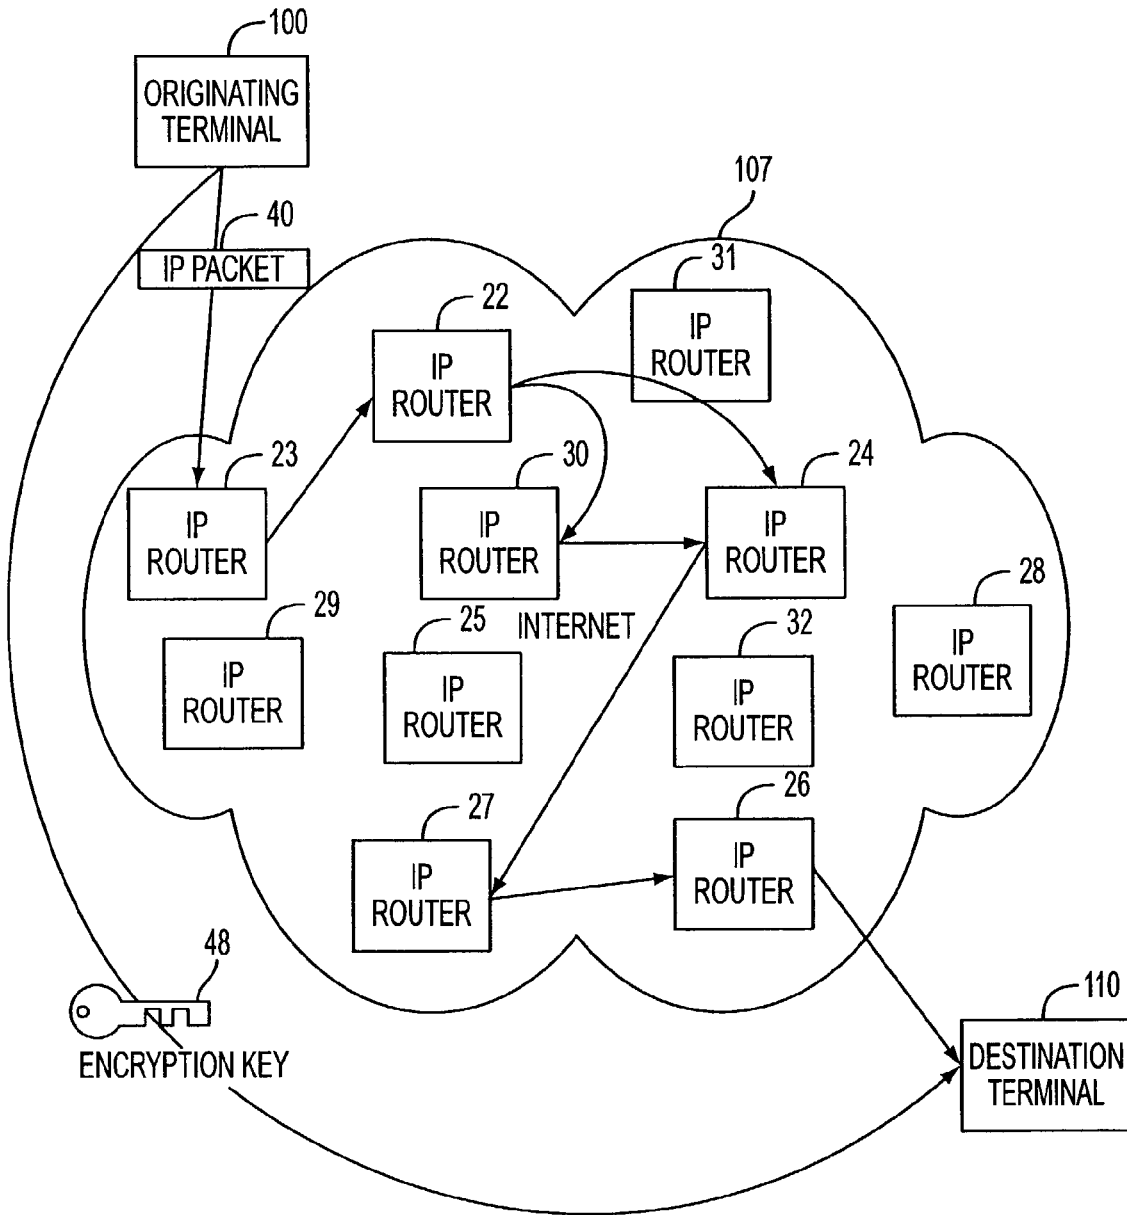 100
ORIGINATING
TERMINAL
40
IP PACKET
107
31
IP
ROUTER
22
IP
ROUTER
23
IP
ROUTER
30
IP
ROUTER
24
IP
ROUTER
29
IP
ROUTER
25
IP
ROUTER
INTERNET
32
IP
ROUTER
28
IP
ROUTER
27
IP
ROUTER
26
IP
ROUTER
48
ENCRYPTION KEY
110
DESTINATION
TERMINAL